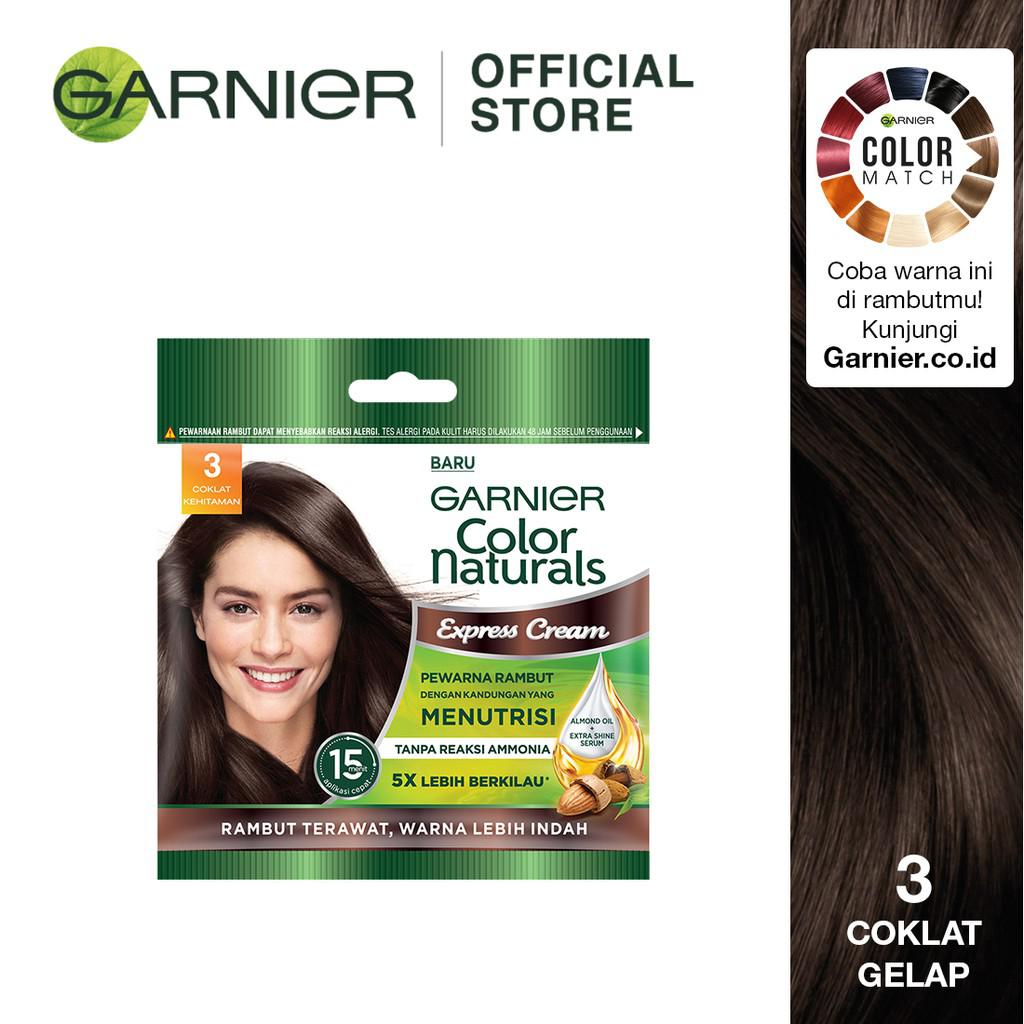 GARNIER
OFFICIAL
STORE
GARNIER
COLOR
MATCH
Coba warna ini
di rambutmu!
Kunjungi
Garnier.co.id
PEWARNAAN RAMBUT DAPAT MENYEBABKAN REAKSI ALERGI. TES ALERGI PADA KULIT HARUS DILAKUKAN 48 JAM SEBELUM PENGGUNAAN
3
COKLAT
KEHITAMAN
BARU
GARNIER
Color
Naturals
Express Cream
PEWARNA RAMBUT
DENGAN KANDUNGAN YANG
MENUTRISI
ALMOND OIL
+
EXTRA SHINE
SERUM
TANPA REAKSI AMMONIA
15
menit
aplikasi cepat
5X LEBIH BERKILAU*
RAMBUT TERAWAT, WARNA LEBIH INDAH
3
COKLAT
GELAP